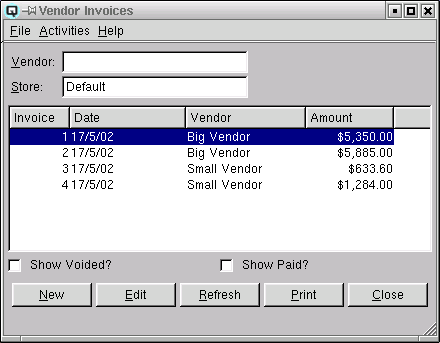 Vendor Invoices
File Activities Help
Vendor:
Store: Default
Invoice Date Vendor Amount
1 17/5/02 Big Vendor $5,350.00
2 17/5/02 Big Vendor $5,885.00
3 17/5/02 Small Vendor $633.60
4 17/5/02 Small Vendor $1,284.00
Show Voided? Show Paid?
New Edit Refresh Print Close